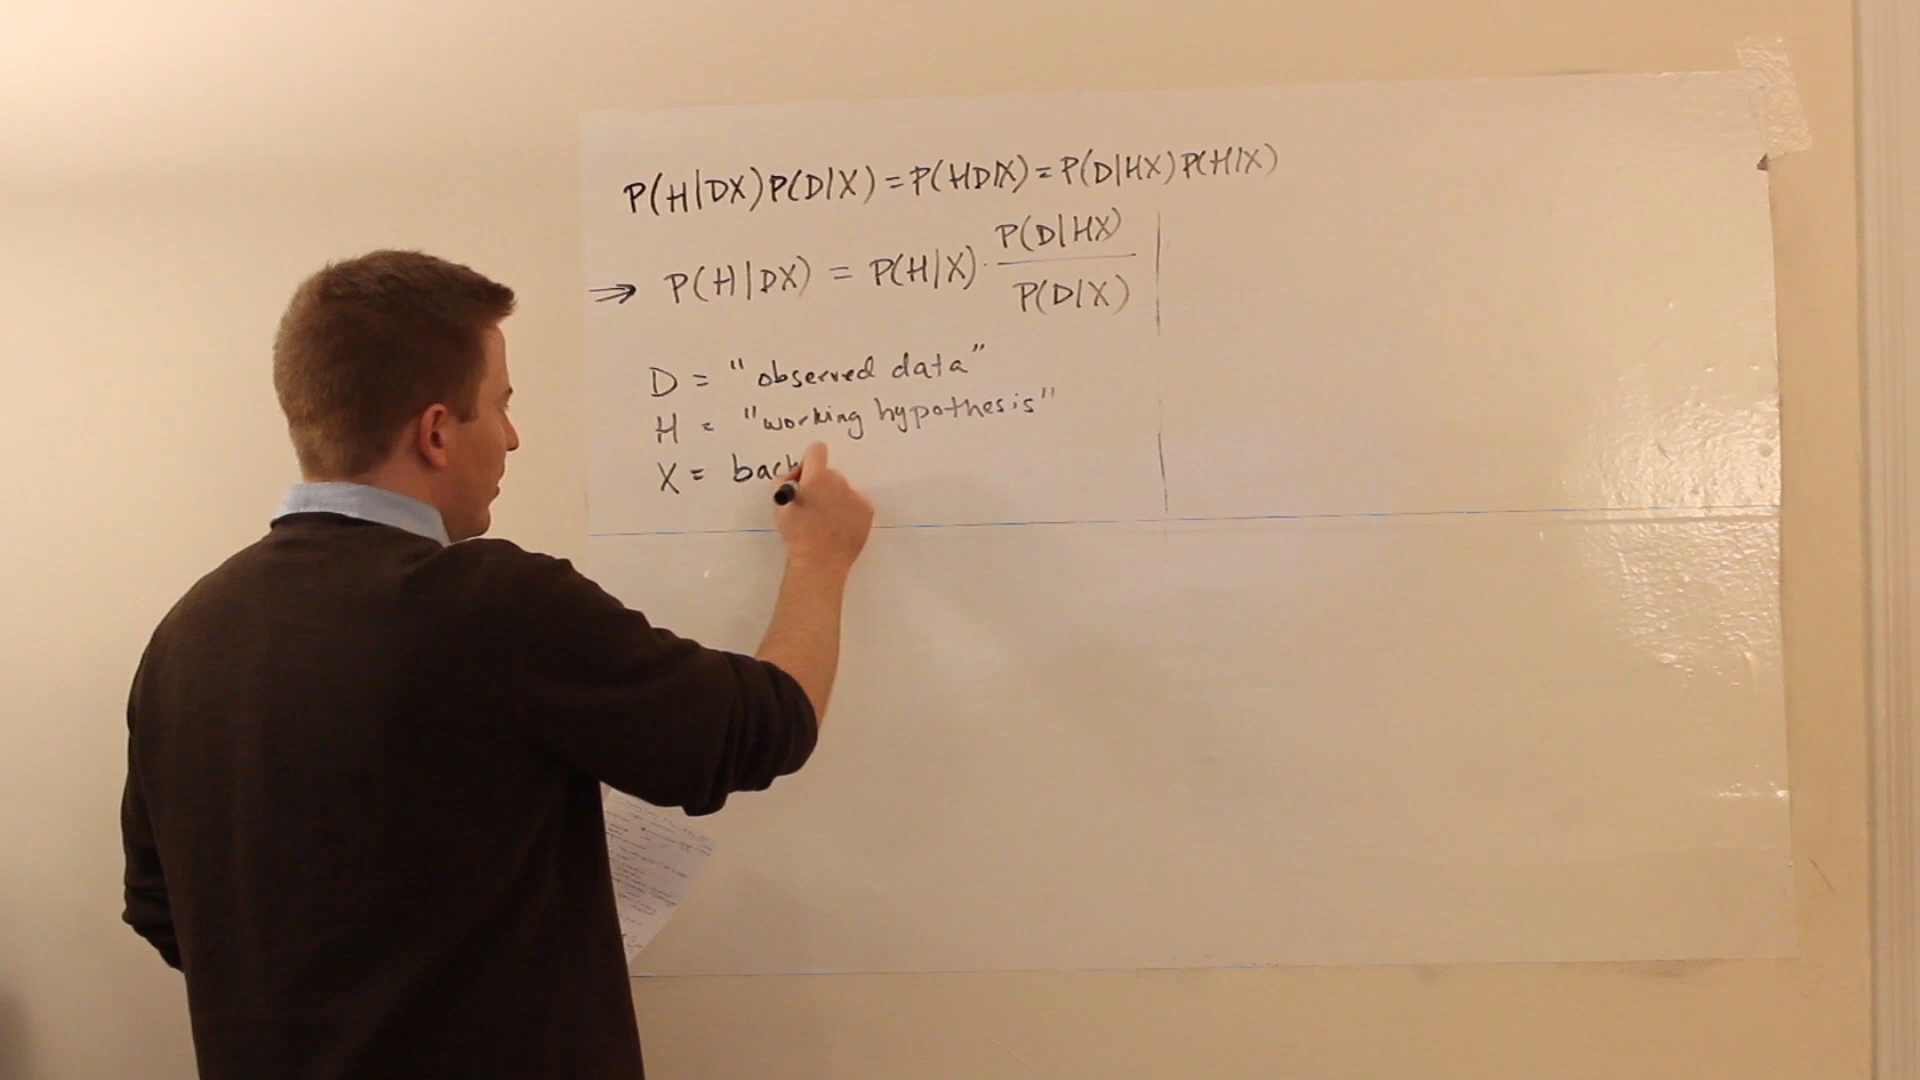 P(H|DX)P(D|X) = P(HD|X) = P(D|HX)P(H|X)
⇒ P(H|DX) = P(H|X) · P(D|HX) / P(D|X)
D = "observed data"
H = "working hypothesis"
X = back